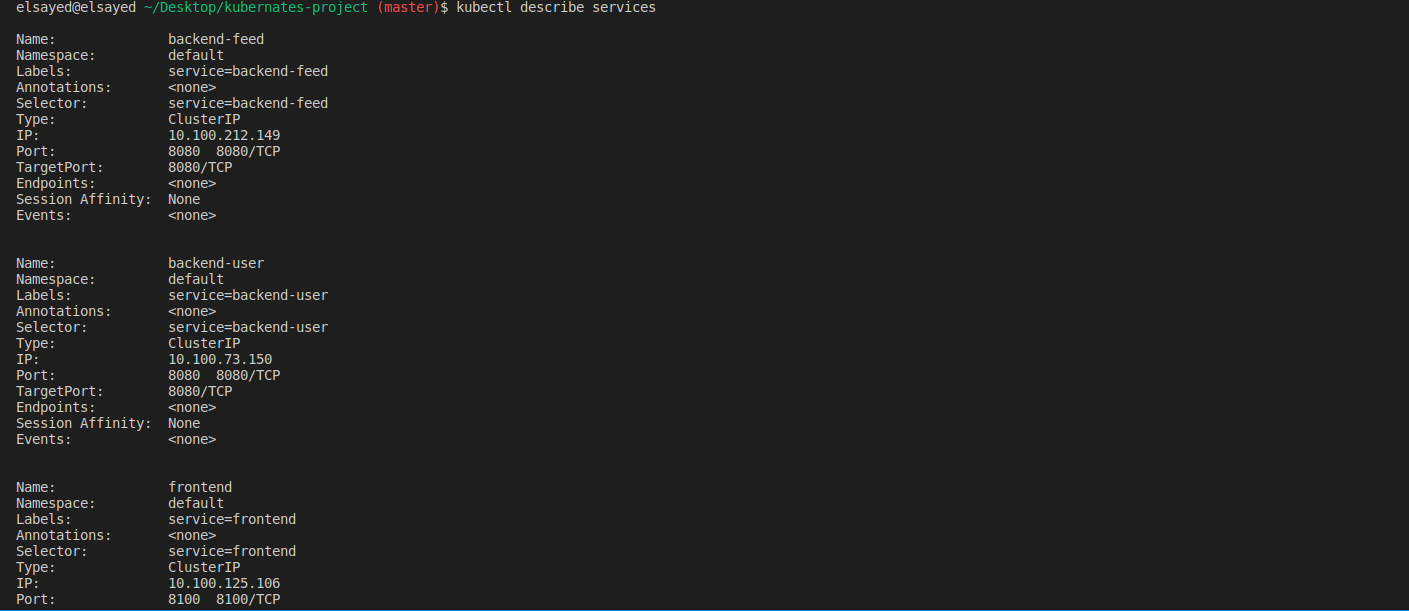 elsayed@elsayed ~/Desktop/kubernates-project (master)$ kubectl describe services
Name: backend-feed
Namespace: default
Labels: service=backend-feed
Annotations: <none>
Selector: service=backend-feed
Type: ClusterIP
IP: 10.100.212.149
Port: 8080 8080/TCP
TargetPort: 8080/TCP
Endpoints: <none>
Session Affinity: None
Events: <none>
Name: backend-user
Namespace: default
Labels: service=backend-user
Annotations: <none>
Selector: service=backend-user
Type: ClusterIP
IP: 10.100.73.150
Port: 8080 8080/TCP
TargetPort: 8080/TCP
Endpoints: <none>
Session Affinity: None
Events: <none>
Name: frontend
Namespace: default
Labels: service=frontend
Annotations: <none>
Selector: service=frontend
Type: ClusterIP
IP: 10.100.125.106
Port: 8100 8100/TCP